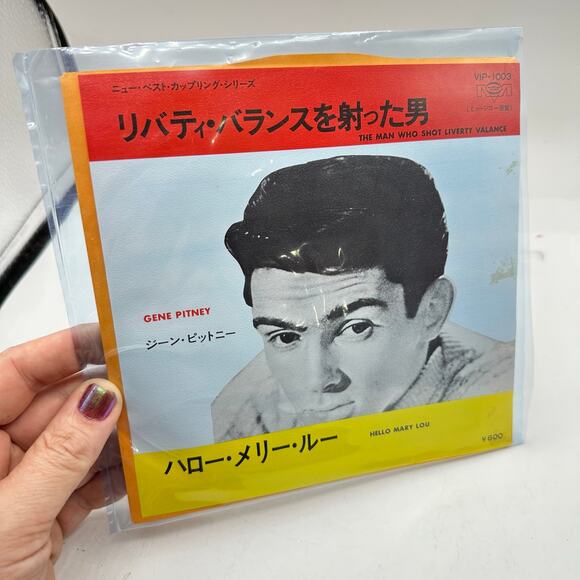 ニュー・ベスト・カップリング・シリーズ
VIP-1003
リバティ・バランスを射った男
THE MAN WHO SHOT LIVERTY VALANCE
GENE PITNEY
ジーン・ピットニー
ハロー・メリー・ルー
HELLO MARY LOU
￥600